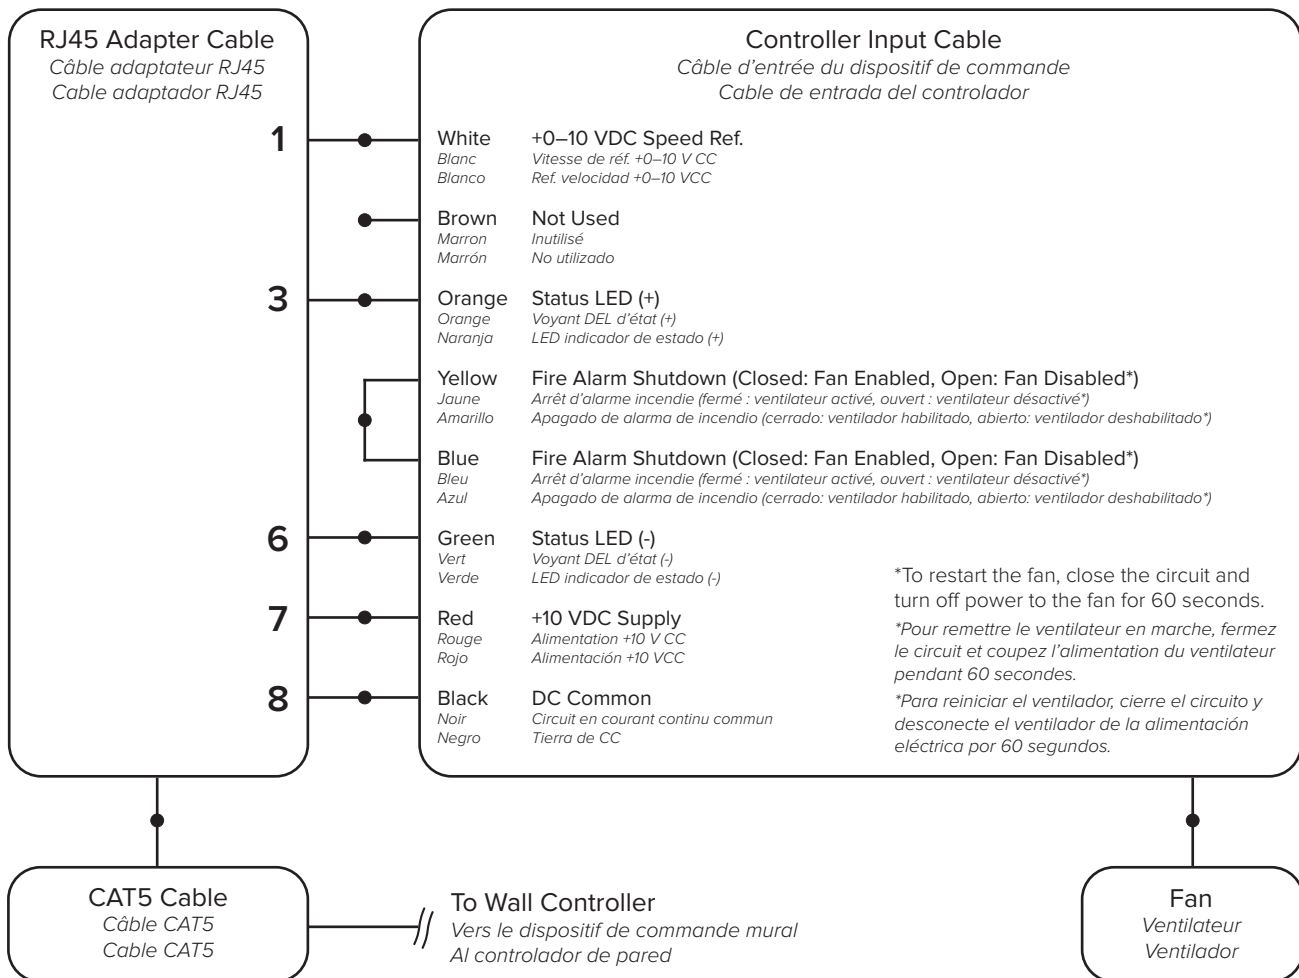 RJ45 Adapter Cable
Câble adaptateur RJ45
Cable adaptador RJ45
Controller Input Cable
Câble d’entrée du dispositif de commande
Cable de entrada del controlador
1
White +0–10 VDC Speed Ref.
Blanc Vitesse de réf. +0–10 V CC
Blanco Ref. velocidad +0–10 VCC
Brown Not Used
Marron Inutilisé
Marrón No utilizado
3
Orange Status LED (+)
Orange Voyant DEL d’état (+)
Naranja LED indicador de estado (+)
Yellow Fire Alarm Shutdown (Closed: Fan Enabled, Open: Fan Disabled*)
Jaune Arrêt d’alarme incendie (fermé : ventilateur activé, ouvert : ventilateur désactivé*)
Amarillo Apagado de alarma de incendio (cerrado: ventilador habilitado, abierto: ventilador deshabilitado*)
Blue Fire Alarm Shutdown (Closed: Fan Enabled, Open: Fan Disabled*)
Bleu Arrêt d’alarme incendie (fermé : ventilateur activé, ouvert : ventilateur désactivé*)
Azul Apagado de alarma de incendio (cerrado: ventilador habilitado, abierto: ventilador deshabilitado*)
6
Green Status LED (-)
Vert Voyant DEL d’état (-)
Verde LED indicador de estado (-)
7
Red +10 VDC Supply
Rouge Alimentation +10 V CC
Rojo Alimentación +10 VCC
8
Black DC Common
Noir Circuit en courant continu commun
Negro Tierra de CC
*To restart the fan, close the circuit and
turn off power to the fan for 60 seconds.
*Pour remettre le ventilateur en marche, fermez
le circuit et coupez l’alimentation du ventilateur
pendant 60 secondes.
*Para reiniciar el ventilador, cierre el circuito y
desconecte el ventilador de la alimentación
eléctrica por 60 segundos.
CAT5 Cable
Câble CAT5
Cable CAT5
To Wall Controller
Vers le dispositif de commande mural
Al controlador de pared
Fan
Ventilateur
Ventilador